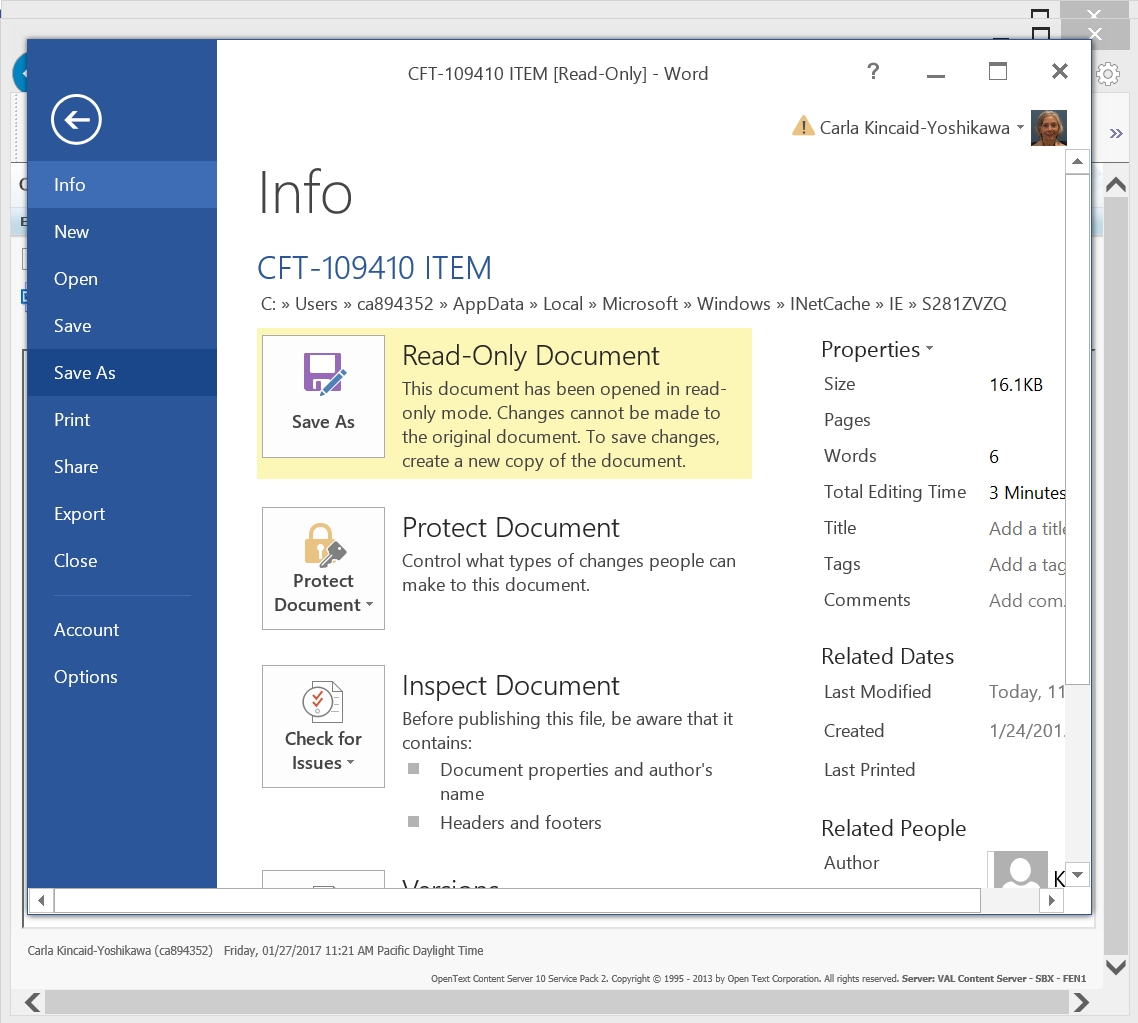 CFT-109410 ITEM [Read-Only] - Word
?
Carla Kincaid-Yoshikawa
Info
New
Open
Save
Save As
Print
Share
Export
Close
Account
Options
Info
CFT-109410 ITEM
C: » Users » ca894352 » AppData » Local » Microsoft » Windows » INetCache » IE » S281ZVZQ
Save As
Read-Only Document
This document has been opened in read-
only mode. Changes cannot be made to
the original document. To save changes,
create a new copy of the document.
Protect
Document
Protect Document
Control what types of changes people can
make to this document.
Check for
Issues
Inspect Document
Before publishing this file, be aware that it
contains:
Document properties and author's
name
Headers and footers
Versions
Properties
Size 16.1KB
Pages
Words 6
Total Editing Time 3 Minutes
Title Add a title
Tags Add a tag
Comments Add com
Related Dates
Last Modified Today, 11
Created 1/24/201
Last Printed
Related People
Author K
Carla Kincaid-Yoshikawa (ca894352) Friday, 01/27/2017 11:21 AM Pacific Daylight Time
OpenText Content Server 10 Service Pack 2. Copyright © 1995 - 2013 by Open Text Corporation. All rights reserved. Server: VAL Content Server - SBX - FEN1